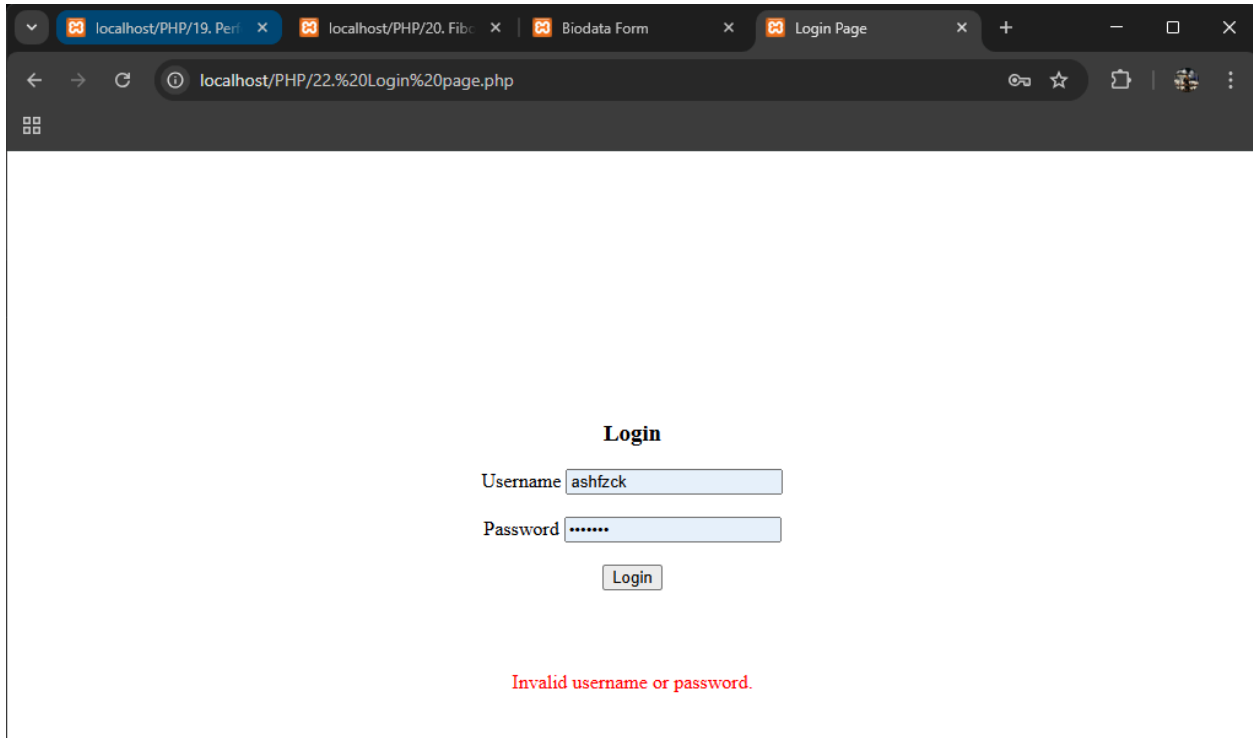 localhost/PHP/19. Perf
localhost/PHP/20. Fibo
Biodata Form
Login Page
localhost/PHP/22.%20Login%20page.php
Login
Username ashfzck
Password •••••••
Login
Invalid username or password.